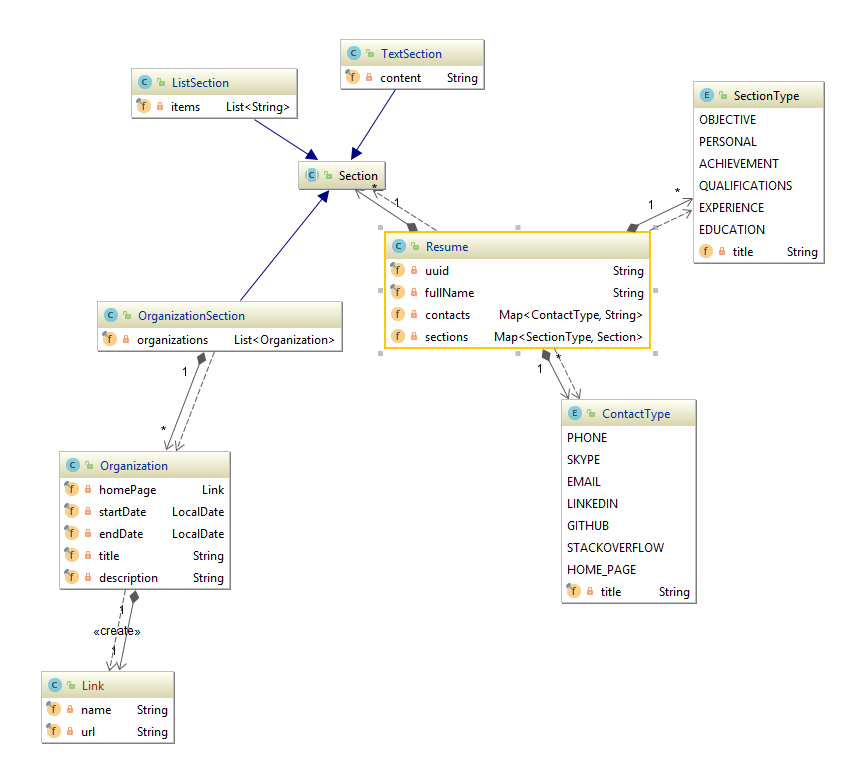 C TextSection
f content String
C ListSection
f items List<String>
E SectionType
OBJECTIVE
PERSONAL
ACHIEVEMENT
QUALIFICATIONS
EXPERIENCE
EDUCATION
f title String
C Section
*
1
1
*
C Resume
f uuid String
f fullName String
f contacts Map<ContactType, String>
f sections Map<SectionType, Section>
C OrganizationSection
f organizations List<Organization>
1
*
1
*
E ContactType
PHONE
SKYPE
EMAIL
LINKEDIN
GITHUB
STACKOVERFLOW
HOME_PAGE
f title String
C Organization
f homePage Link
f startDate LocalDate
f endDate LocalDate
f title String
f description String
1
«create»
1
C Link
f name String
f url String